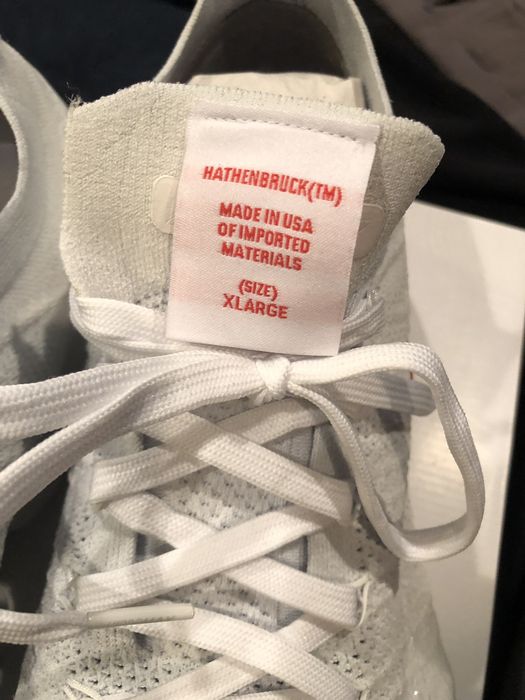 HATHENBRUCK(TM)
MADE IN USA
OF IMPORTED
MATERIALS
(SIZE)
XLARGE